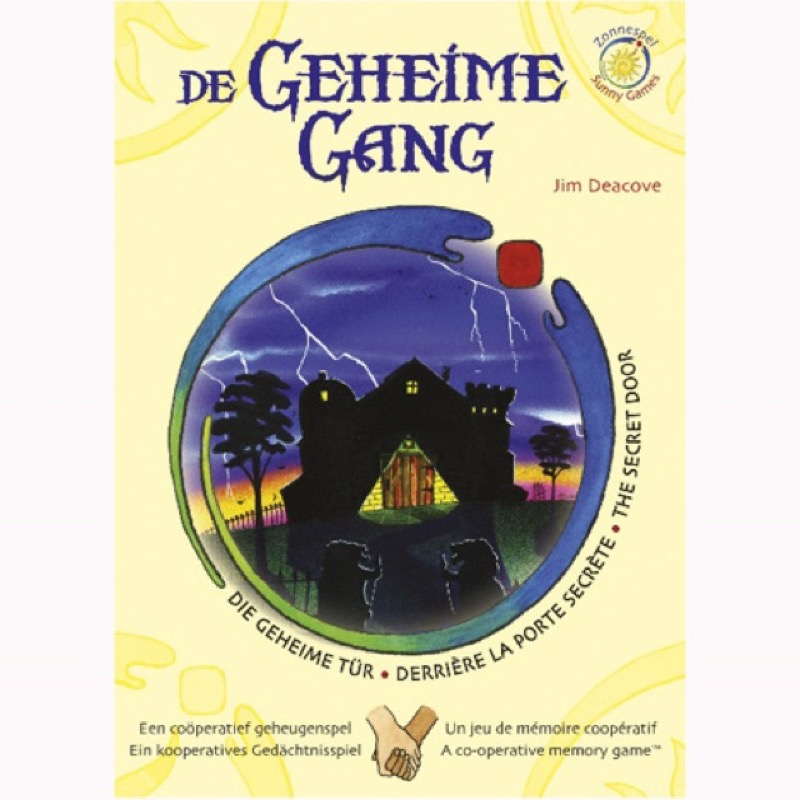 DE GEHEIME
GANG
Zonnespel
Sunny Games
Jim Deacove
DIE GEHEIME TÜR • DERRIÈRE LA PORTE SECRÈTE • THE SECRET DOOR
Een coöperatief geheugenspel
Ein kooperatives Gedächtnisspiel
Un jeu de mémoire coopératif
A co-operative memory game™